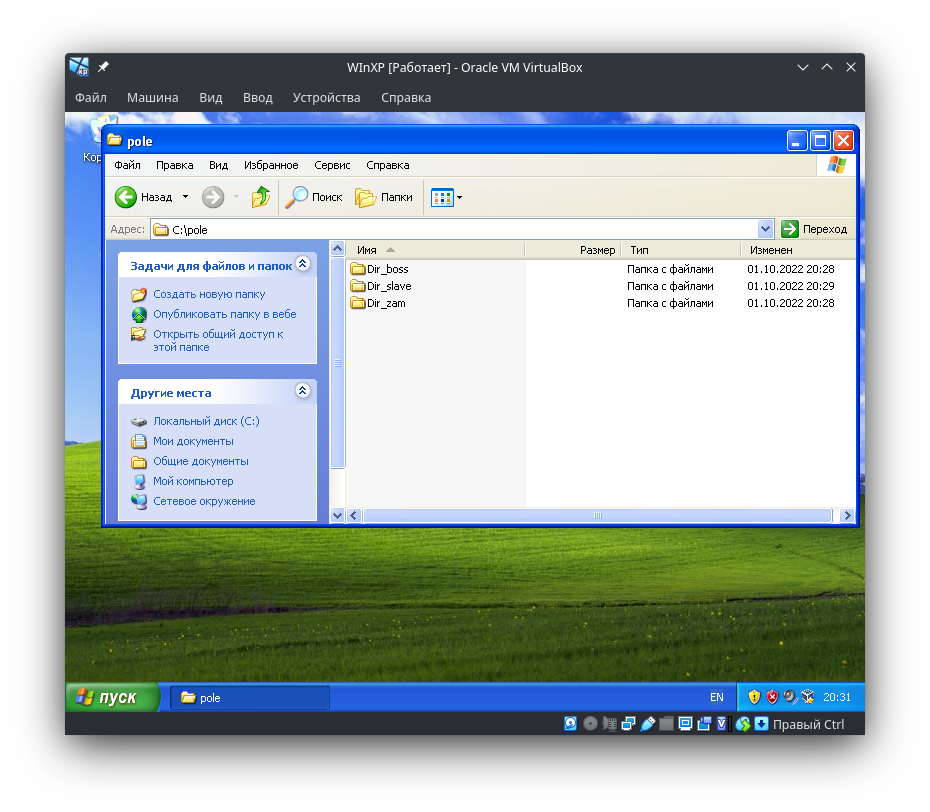 WInXP [Работает] - Oracle VM VirtualBox
Файл Машина Вид Ввод Устройства Справка
pole
Файл Правка Вид Избранное Сервис Справка
Назад Поиск Папки
Адрес: C:\pole Переход
Имя Размер Тип Изменен
Dir_boss Папка с файлами 01.10.2022 20:28
Dir_slave Папка с файлами 01.10.2022 20:29
Dir_zam Папка с файлами 01.10.2022 20:28
Задачи для файлов и папок
Создать новую папку
Опубликовать папку в вебе
Открыть общий доступ к
этой папке
Другие места
Локальный диск (C:)
Мои документы
Общие документы
Мой компьютер
Сетевое окружение
пуск pole EN 20:31
Правый Ctrl